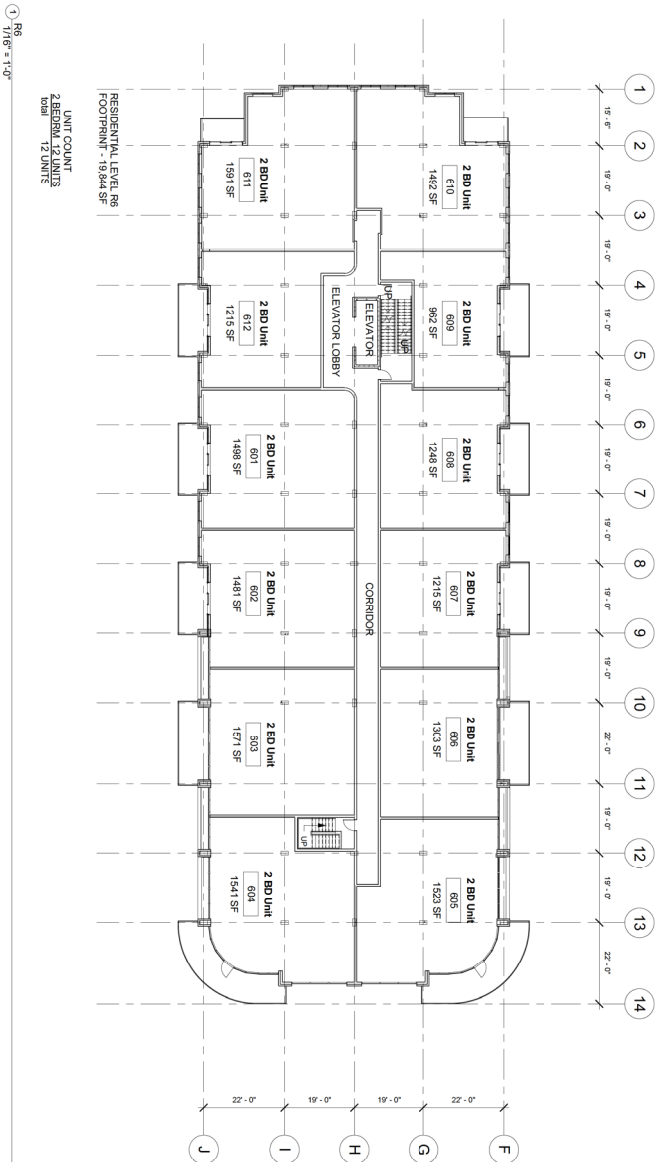 1
2
3
4
5
6
7
8
9
10
11
12
13
14
15' - 6"
19' - 0"
19' - 0"
19' - 0"
19' - 0"
19' - 0"
19' - 0"
19' - 0"
19' - 0"
22' - 0"
19' - 0"
19' - 0"
22' - 0"
F
G
H
I
J
22' - 0"
19' - 0"
19' - 0"
22' - 0"
2 BD Unit
610
1492 SF
2 BD Unit
609
962 SF
2 BD Unit
608
1248 SF
2 BD Unit
607
1215 SF
2 BD Unit
606
1303 SF
2 BD Unit
605
1523 SF
UP
UP
ELEVATOR
ELEVATOR LOBBY
CORRIDOR
UP
2 BD Unit
611
1591 SF
2 BD Unit
612
1215 SF
2 BD Unit
601
1498 SF
2 BD Unit
602
1481 SF
2 BD Unit
603
1571 SF
2 BD Unit
604
1541 SF
RESIDENTIAL LEVEL R6
FOOTPRINT - 19,844 SF
UNIT COUNT
2 BEDRM 12 UNITS
total 12 UNITS
1 R6
1/16" = 1'-0"